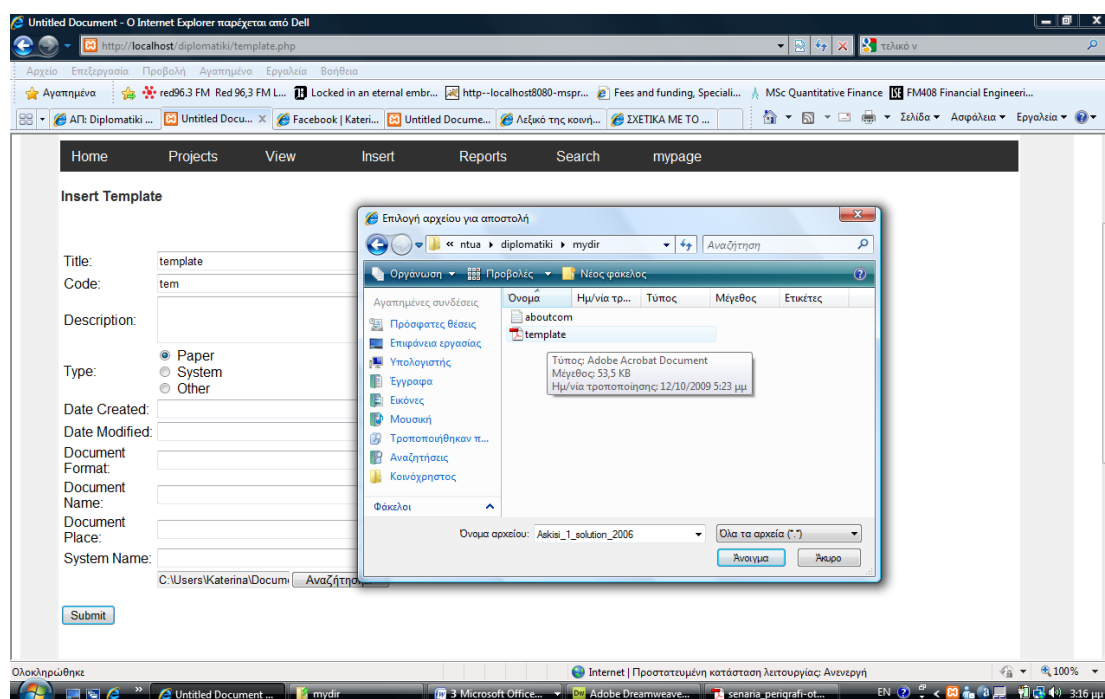 Untitled Document - Ο Internet Explorer παρέχεται από Dell
http://localhost/diplomatiki/template.php
τελικό ν
Αρχείο Επεξεργασία Προβολή Αγαπημένα Εργαλεία Βοήθεια
Αγαπημένα red96.3 FM Red 96,3 FM L... Locked in an eternal embr... http--localhost8080-mspr... Fees and funding, Speciali... MSc Quantitative Finance FM408 Financial Engineeri...
ΑΠ: Diplomatiki ... Untitled Docu... X Facebook | Kateri... Untitled Docume... Λεξικό της κοινή... ΣΧΕΤΙΚΑ ΜΕ ΤΟ ... Σελίδα Ασφάλεια Εργαλεία
Home Projects View Insert Reports Search mypage
Insert Template
Title: template
Code: tem
Description:
Type:
Paper
System
Other
Date Created:
Date Modified:
Document
Format:
Document
Name:
Document
Place:
System Name:
C:\Users\Katerina\Docum
Submit
Επιλογή αρχείου για αποστολή
« ntua diplomatiki mydir
Αναζήτηση
Οργάνωση Προβολές Νέος φάκελος
Αγαπημένες συνδέσεις
Πρόσφατες θέσεις
Επιφάνεια εργασίας
Υπολογιστής
Έγγραφα
Εικόνες
Μουσική
Τροποποιήθηκαν π...
Αναζητήσεις
Κοινόχρηστος
Φάκελοι
Όνομα Ημ/νία τρ... Τύπος Μέγεθος Ετικέτες
aboutcom
template
Τύπος: Adobe Acrobat Document
Μέγεθος: 53,5 KB
Ημ/νία τροποποίησης: 12/10/2009 5:23 μμ
Όνομα αρχείου: Askisi_1_solution_2006
Όλα τα αρχεία (*.*)
Άνοιγμα Άκυρο
Ολοκληρώθηκε
Internet | Προστατευμένη κατάσταση λειτουργίας: Ανενεργή
100%
Untitled Document ... mydir 3 Microsoft Office... Adobe Dreamweave... senaria_perigrafi-ot...
EN 3:16 μμ